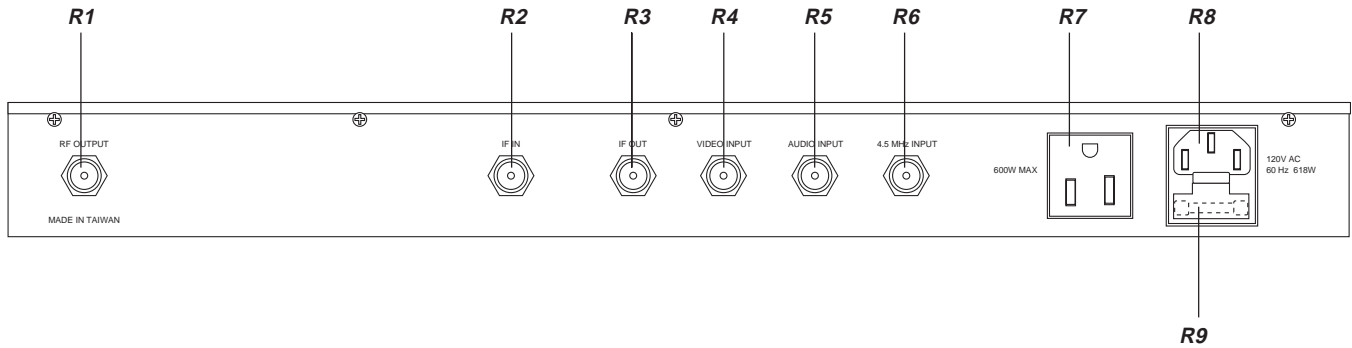 R1 R2 R3 R4 R5 R6 R7 R8
RF OUTPUT IF IN IF OUT VIDEO INPUT AUDIO INPUT 4.5 MHz INPUT
600W MAX
120V AC
60 Hz 618W
MADE IN TAIWAN
R9